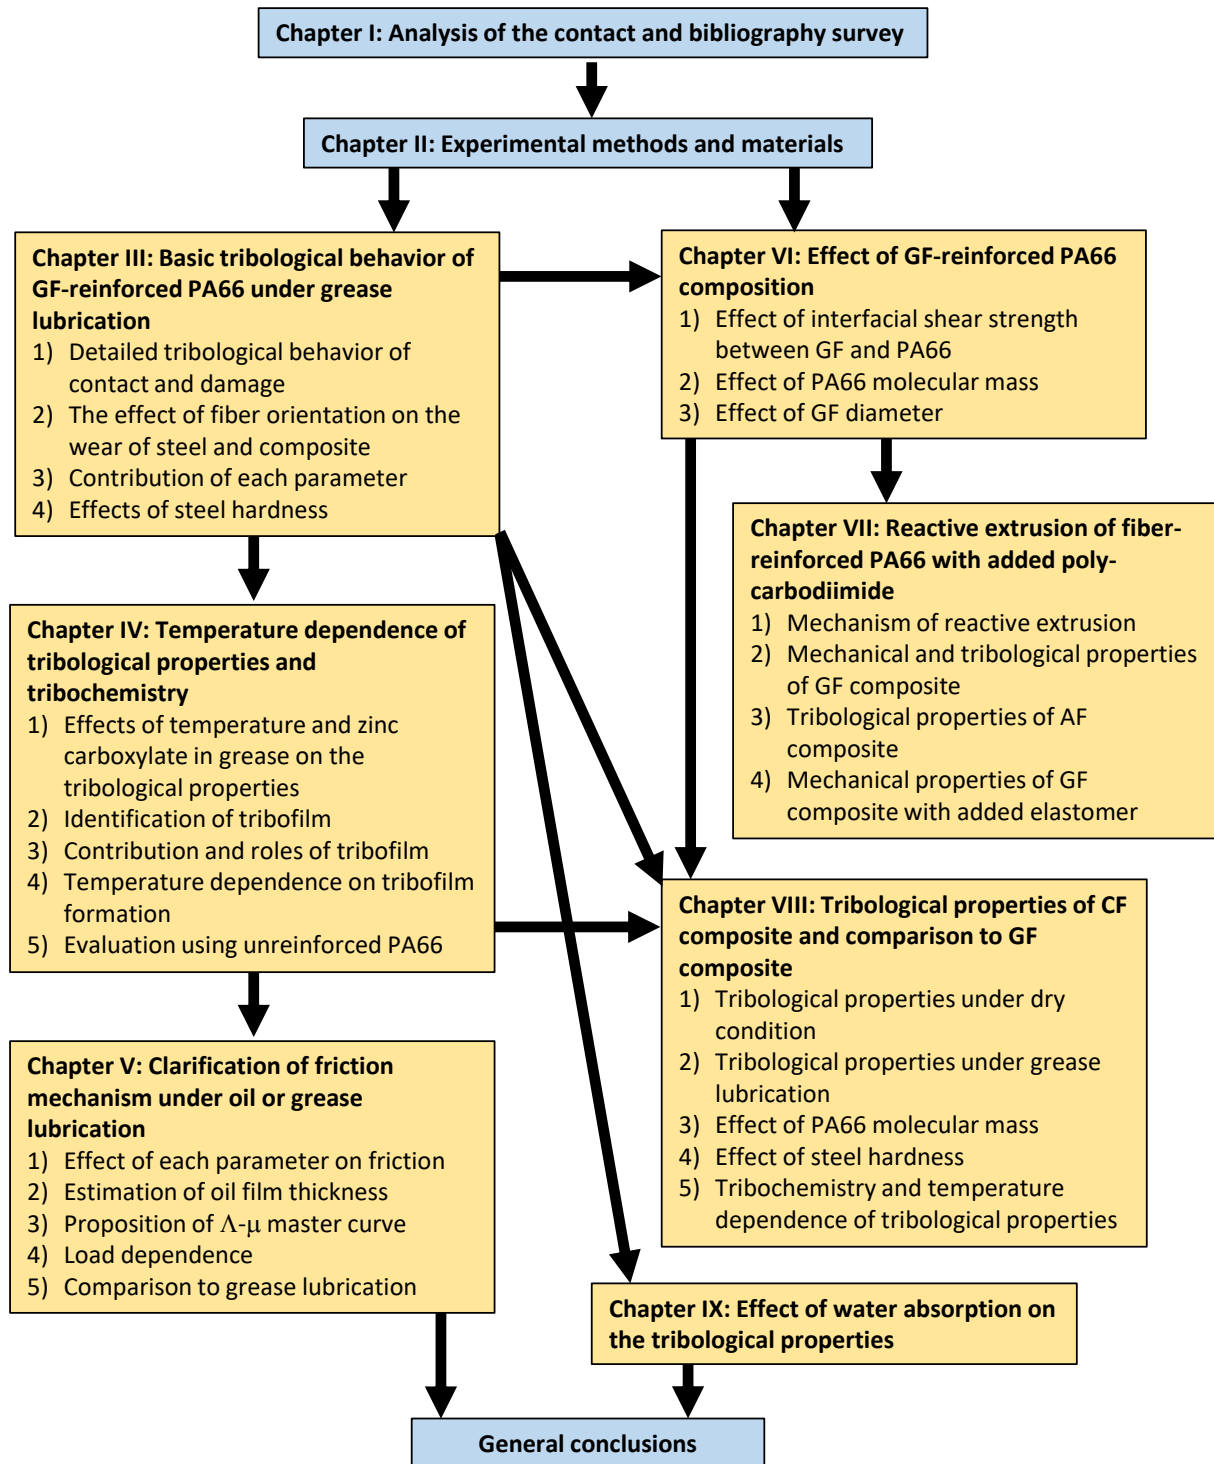 Chapter I: Analysis of the contact and bibliography survey
Chapter II: Experimental methods and materials
Chapter III: Basic tribological behavior of
GF-reinforced PA66 under grease
lubrication
1) Detailed tribological behavior of
contact and damage
2) The effect of fiber orientation on the
wear of steel and composite
3) Contribution of each parameter
4) Effects of steel hardness
Chapter VI: Effect of GF-reinforced PA66
composition
1) Effect of interfacial shear strength
between GF and PA66
2) Effect of PA66 molecular mass
3) Effect of GF diameter
Chapter IV: Temperature dependence of
tribological properties and
tribochemistry
1) Effects of temperature and zinc
carboxylate in grease on the
tribological properties
2) Identification of tribofilm
3) Contribution and roles of tribofilm
4) Temperature dependence on tribofilm
formation
5) Evaluation using unreinforced PA66
Chapter VII: Reactive extrusion of fiber-
reinforced PA66 with added poly-
carbodiimide
1) Mechanism of reactive extrusion
2) Mechanical and tribological properties
of GF composite
3) Tribological properties of AF
composite
4) Mechanical properties of GF
composite with added elastomer
Chapter V: Clarification of friction
mechanism under oil or grease
lubrication
1) Effect of each parameter on friction
2) Estimation of oil film thickness
3) Proposition of Λ-μ master curve
4) Load dependence
5) Comparison to grease lubrication
Chapter VIII: Tribological properties of CF
composite and comparison to GF
composite
1) Tribological properties under dry
condition
2) Tribological properties under grease
lubrication
3) Effect of PA66 molecular mass
4) Effect of steel hardness
5) Tribochemistry and temperature
dependence of tribological properties
Chapter IX: Effect of water absorption on
the tribological properties
General conclusions